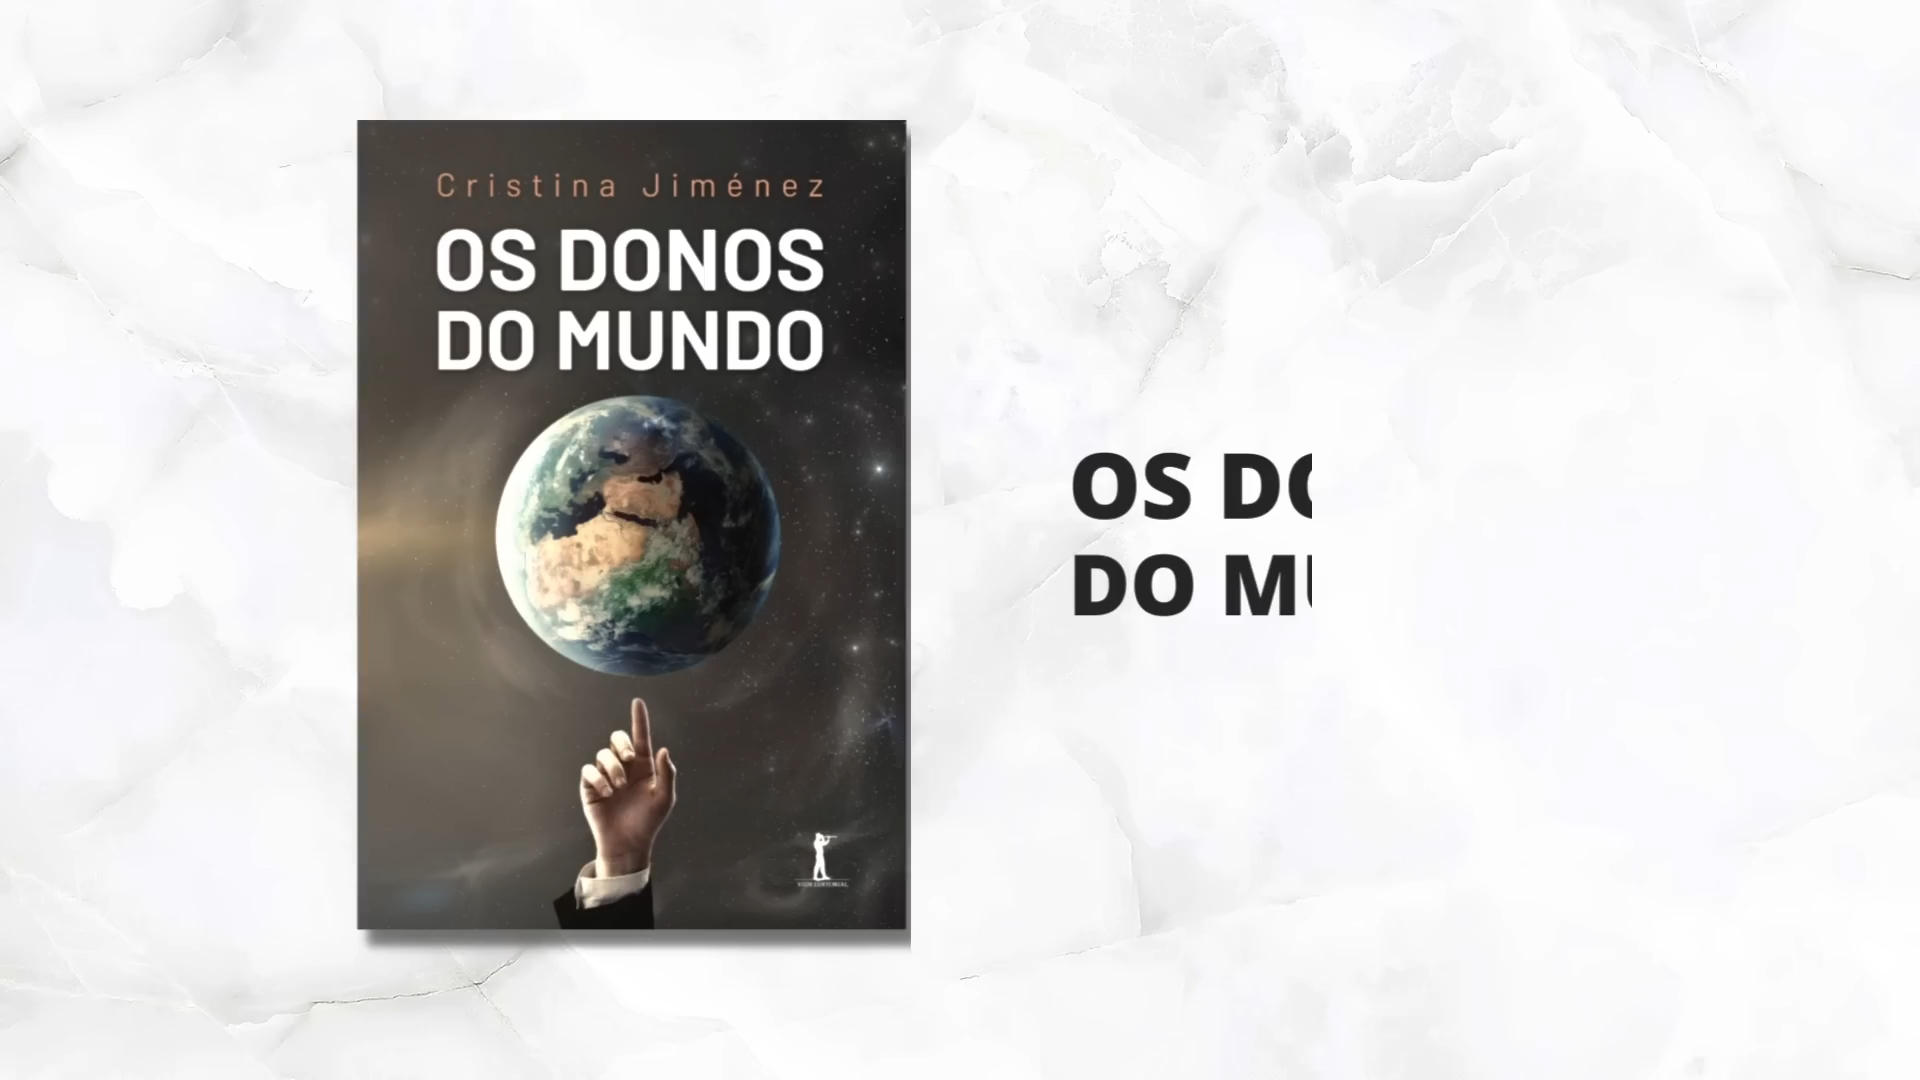 Cristina Jiménez
OS DONOS
DO MUNDO
OS DO
DO MU